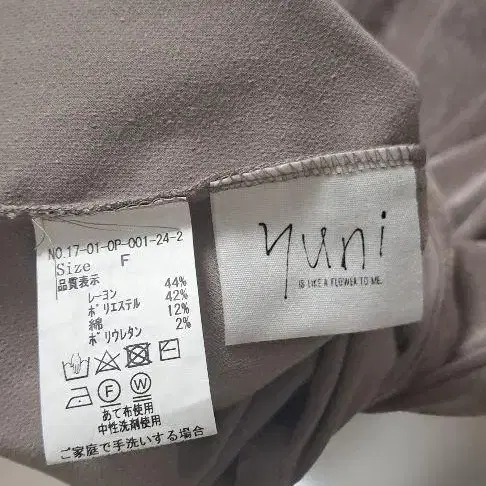 NO.17-01-OP-001-24-2
Size F
品質表示
レーヨン 44%
ポリエステル 42%
綿 12%
ポリウレタン 2%
F W
あて布使用
中性洗剤使用
ご家庭で手洗いする場合
yuni
IS LIKE A FLOWER TO ME.